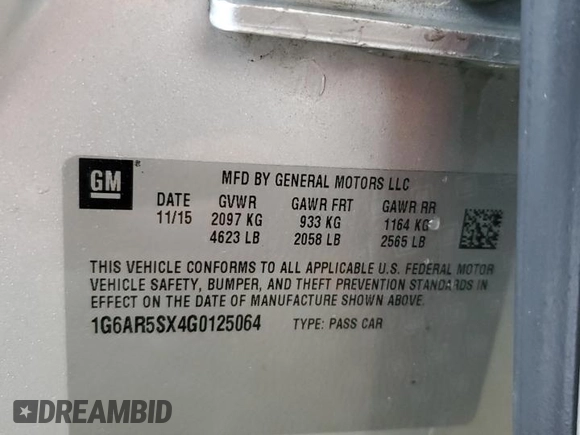 GM
MFD BY GENERAL MOTORS LLC
DATE GVWR GAWR FRT GAWR RR
11/15 2097 KG 933 KG 1164 KG
4623 LB 2058 LB 2565 LB
THIS VEHICLE CONFORMS TO ALL APPLICABLE U.S. FEDERAL MOTOR
VEHICLE SAFETY, BUMPER, AND THEFT PREVENTION STANDARDS IN
EFFECT ON THE DATE OF MANUFACTURE SHOWN ABOVE.
1G6AR5SX4G0125064 TYPE: PASS CAR
DREAMBID